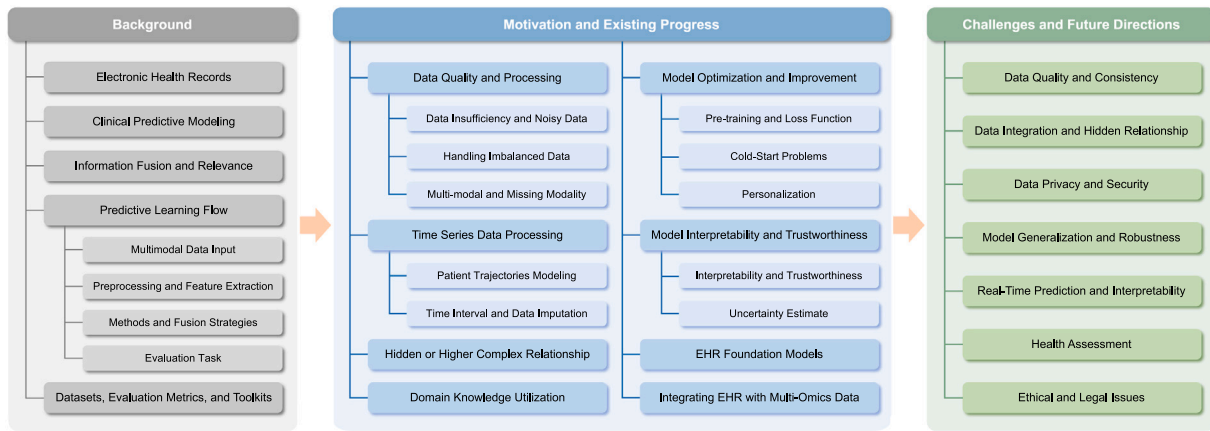 Background
Electronic Health Records
Clinical Predictive Modeling
Information Fusion and Relevance
Predictive Learning Flow
Multimodal Data Input
Preprocessing and Feature Extraction
Methods and Fusion Strategies
Evaluation Task
Datasets, Evaluation Metrics, and Toolkits
Motivation and Existing Progress
Data Quality and Processing
Data Insufficiency and Noisy Data
Handling Imbalanced Data
Multi-modal and Missing Modality
Time Series Data Processing
Patient Trajectories Modeling
Time Interval and Data Imputation
Hidden or Higher Complex Relationship
Domain Knowledge Utilization
Model Optimization and Improvement
Pre-training and Loss Function
Cold-Start Problems
Personalization
Model Interpretability and Trustworthiness
Interpretability and Trustworthiness
Uncertainty Estimate
EHR Foundation Models
Integrating EHR with Multi-Omics Data
Challenges and Future Directions
Data Quality and Consistency
Data Integration and Hidden Relationship
Data Privacy and Security
Model Generalization and Robustness
Real-Time Prediction and Interpretability
Health Assessment
Ethical and Legal Issues